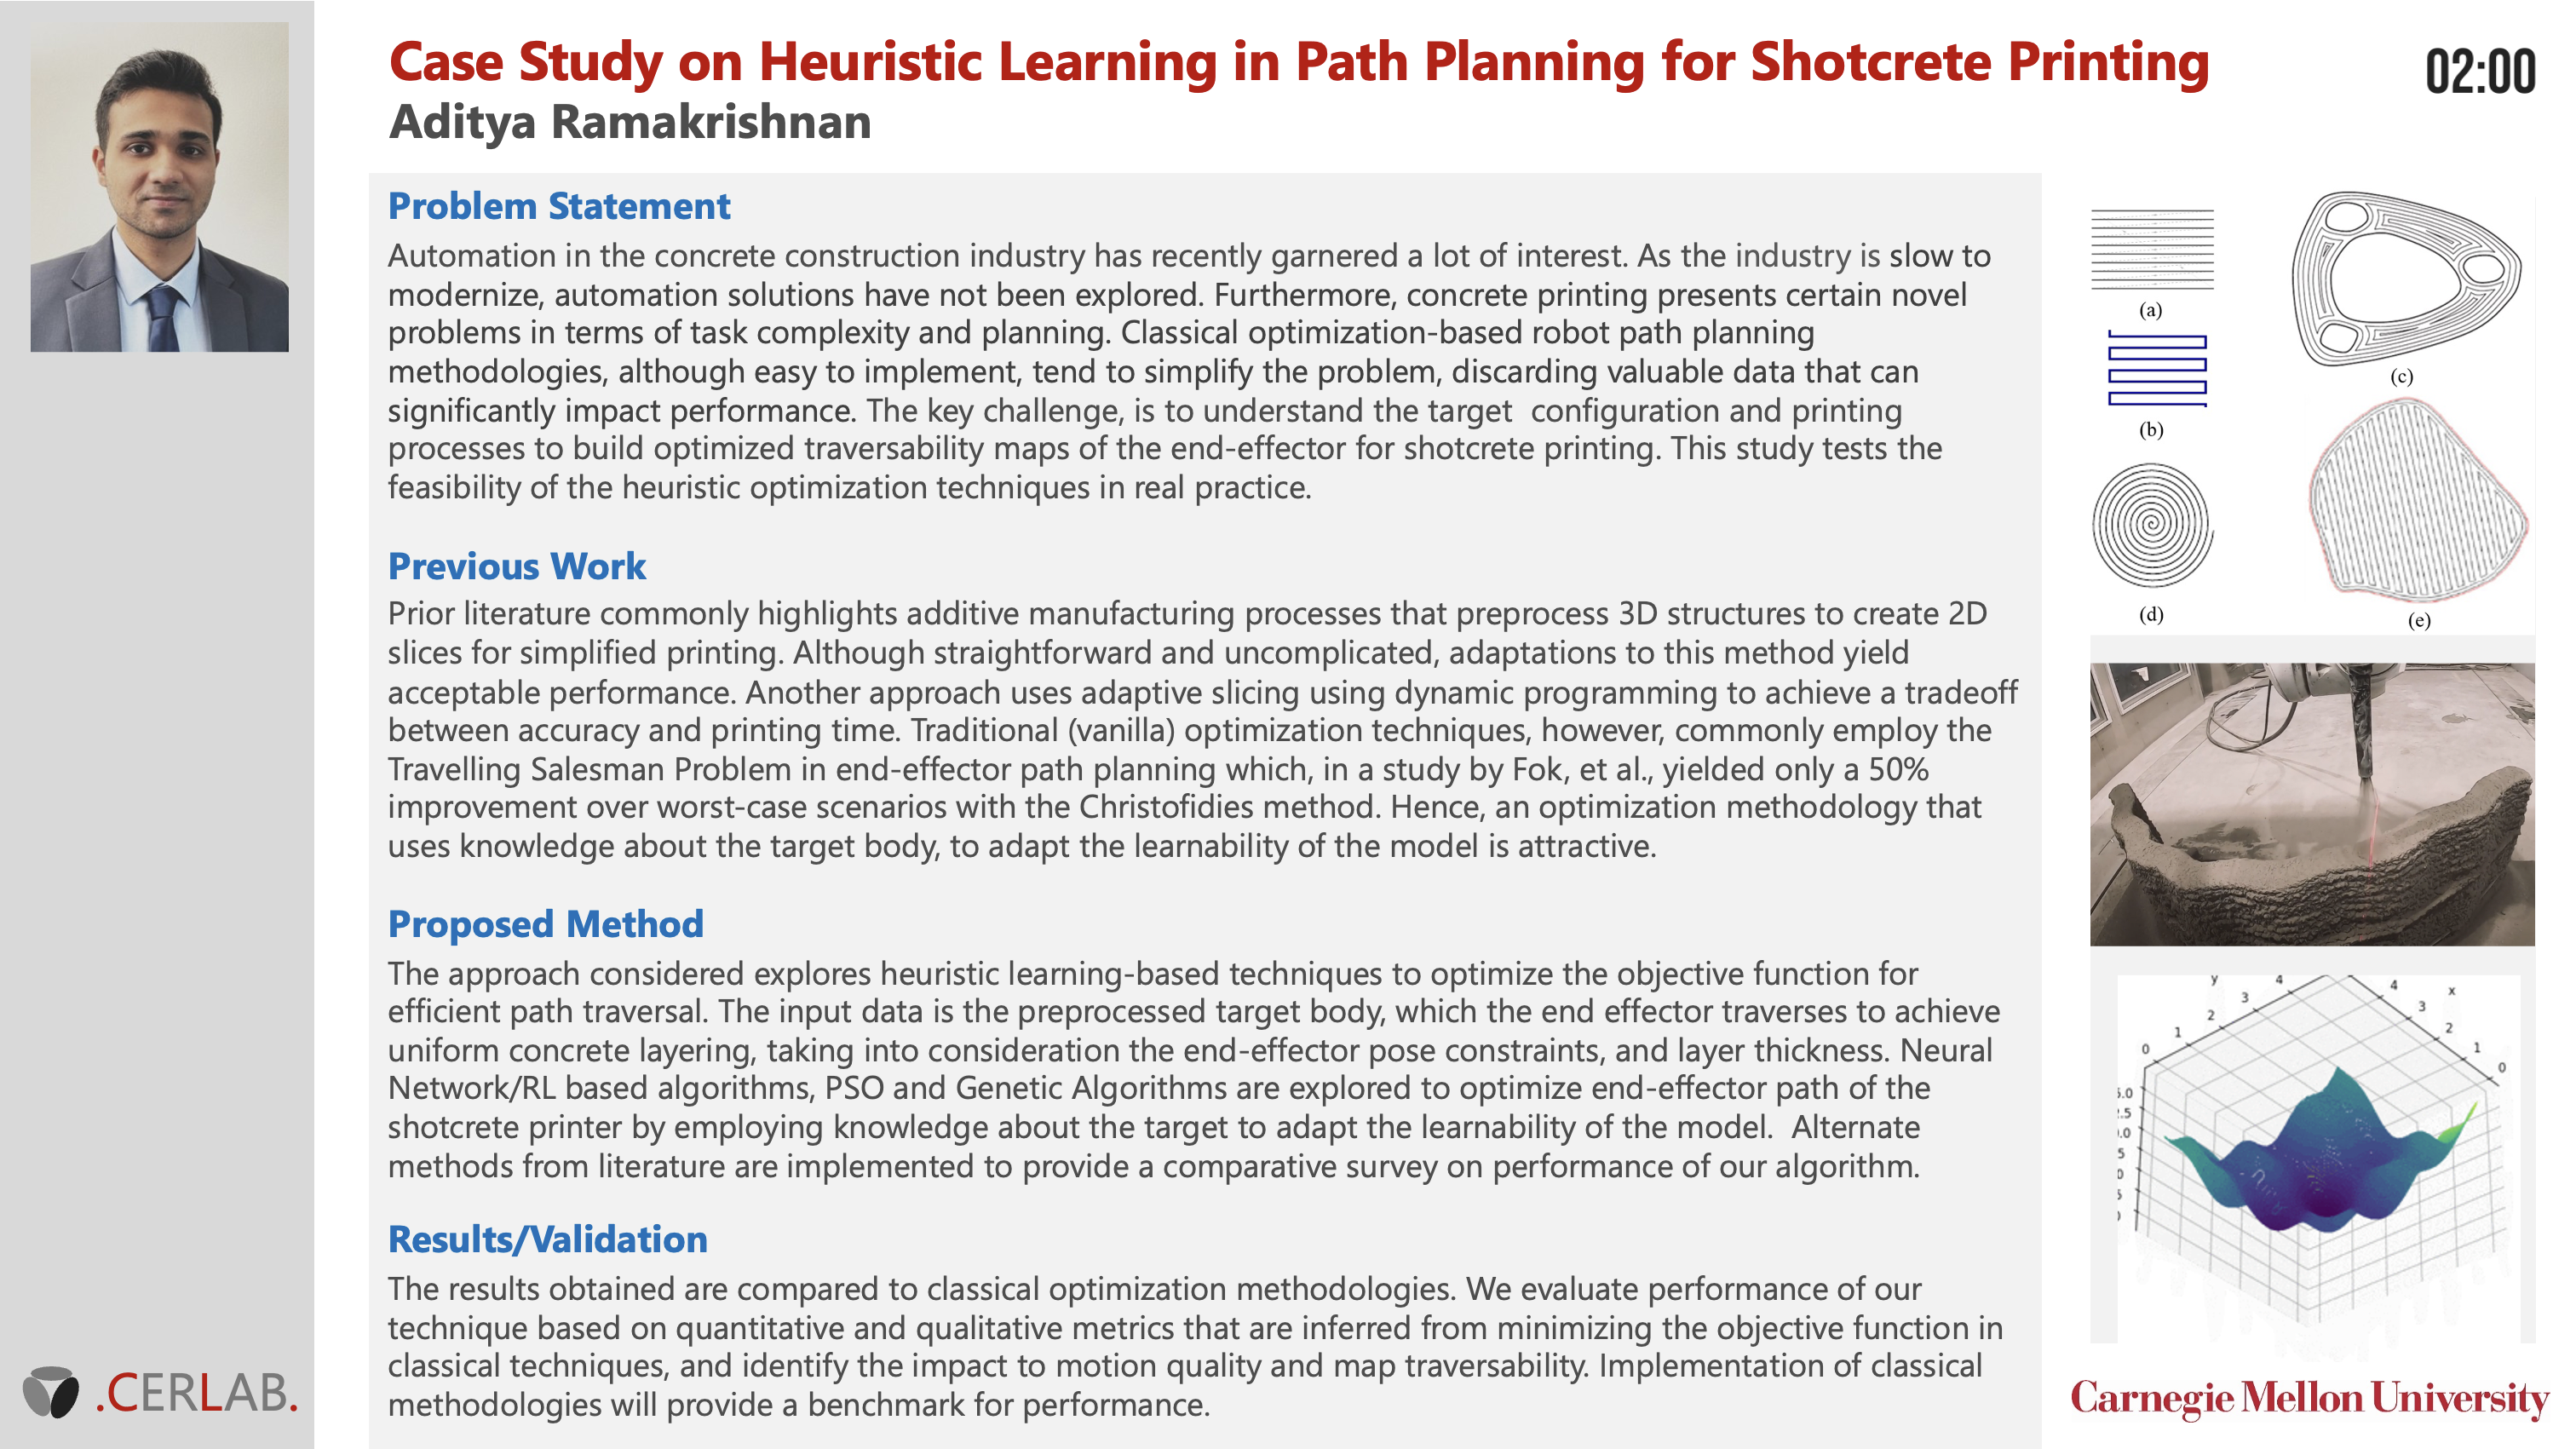 Case Study on Heuristic Learning in Path Planning for Shotcrete Printing
02:00
Aditya Ramakrishnan
Problem Statement
Automation in the concrete construction industry has recently garnered a lot of interest. As the industry is slow to
modernize, automation solutions have not been explored. Furthermore, concrete printing presents certain novel
problems in terms of task complexity and planning. Classical optimization-based robot path planning
methodologies, although easy to implement, tend to simplify the problem, discarding valuable data that can
significantly impact performance. The key challenge, is to understand the target  configuration and printing
processes to build optimized traversability maps of the end-effector for shotcrete printing. This study tests the
feasibility of the heuristic optimization techniques in real practice.
Previous Work
Prior literature commonly highlights additive manufacturing processes that preprocess 3D structures to create 2D
slices for simplified printing. Although straightforward and uncomplicated, adaptations to this method yield
acceptable performance. Another approach uses adaptive slicing using dynamic programming to achieve a tradeoff
between accuracy and printing time. Traditional (vanilla) optimization techniques, however, commonly employ the
Travelling Salesman Problem in end-effector path planning which, in a study by Fok, et al., yielded only a 50%
improvement over worst-case scenarios with the Christofidies method. Hence, an optimization methodology that
uses knowledge about the target body, to adapt the learnability of the model is attractive.
Proposed Method
The approach considered explores heuristic learning-based techniques to optimize the objective function for
efficient path traversal. The input data is the preprocessed target body, which the end effector traverses to achieve
uniform concrete layering, taking into consideration the end-effector pose constraints, and layer thickness. Neural
Network/RL based algorithms, PSO and Genetic Algorithms are explored to optimize end-effector path of the
shotcrete printer by employing knowledge about the target to adapt the learnability of the model.  Alternate
methods from literature are implemented to provide a comparative survey on performance of our algorithm.
Results/Validation
The results obtained are compared to classical optimization methodologies. We evaluate performance of our
technique based on quantitative and qualitative metrics that are inferred from minimizing the objective function in
classical techniques, and identify the impact to motion quality and map traversability. Implementation of classical
methodologies will provide a benchmark for performance.
(a)
(b)
(c)
(d)
(e)
y
4
3
2
1
0
4
x
3
2
1
0
.CERLAB.
Carnegie Mellon University